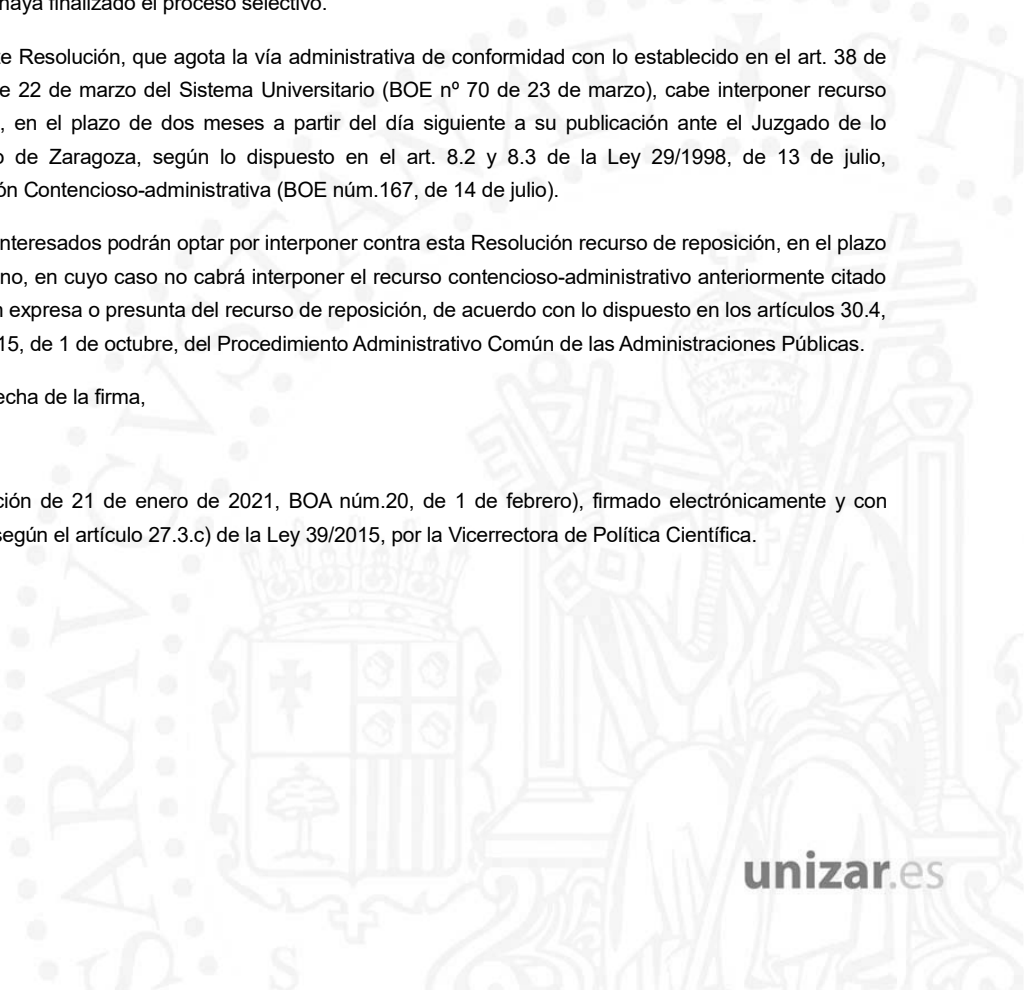 haya finalizado el proceso selectivo.
te Resolución, que agota la vía administrativa de conformidad con lo establecido en el art. 38 de
e 22 de marzo del Sistema Universitario (BOE nº 70 de 23 de marzo), cabe interponer recurso
, en el plazo de dos meses a partir del día siguiente a su publicación ante el Juzgado de lo
o de Zaragoza, según lo dispuesto en el art. 8.2 y 8.3 de la Ley 29/1998, de 13 de julio,
ón Contencioso-administrativa (BOE núm.167, de 14 de julio).
nteresados podrán optar por interponer contra esta Resolución recurso de reposición, en el plazo
no, en cuyo caso no cabrá interponer el recurso contencioso-administrativo anteriormente citado
n expresa o presunta del recurso de reposición, de acuerdo con lo dispuesto en los artículos 30.4,
15, de 1 de octubre, del Procedimiento Administrativo Común de las Administraciones Públicas.
echa de la firma,
ción de 21 de enero de 2021, BOA núm.20, de 1 de febrero), firmado electrónicamente y con
según el artículo 27.3.c) de la Ley 39/2015, por la Vicerrectora de Política Científica.
unizar.es